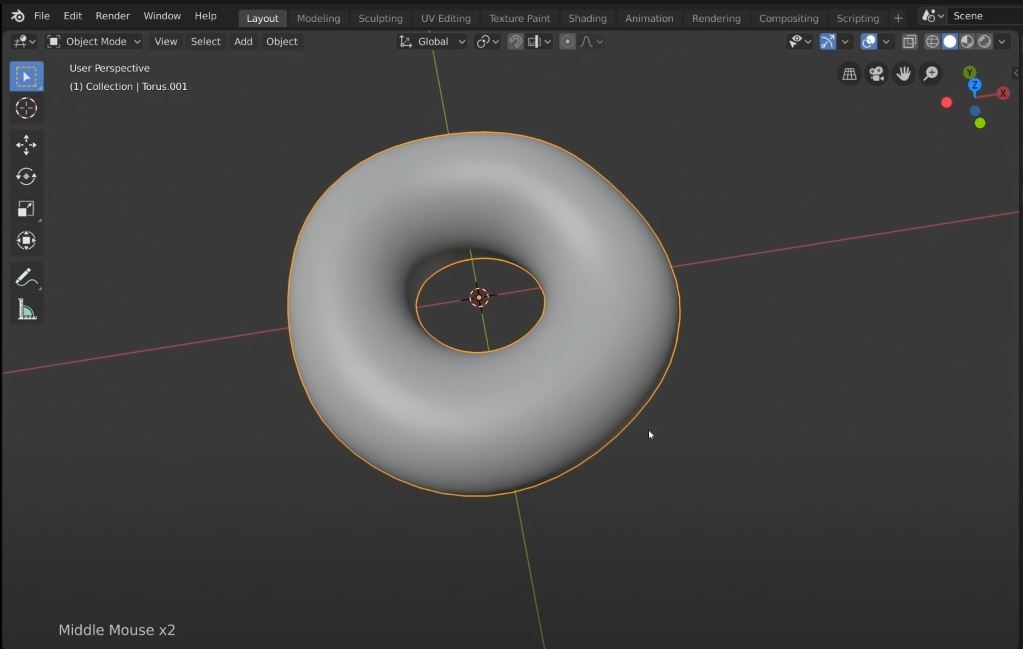 File Edit Render Window Help Layout Modeling Sculpting UV Editing Texture Paint Shading Animation Rendering Compositing Scripting + Scene
Object Mode View Select Add Object Global
User Perspective
(1) Collection | Torus.001
Y
Z
X
Middle Mouse x2